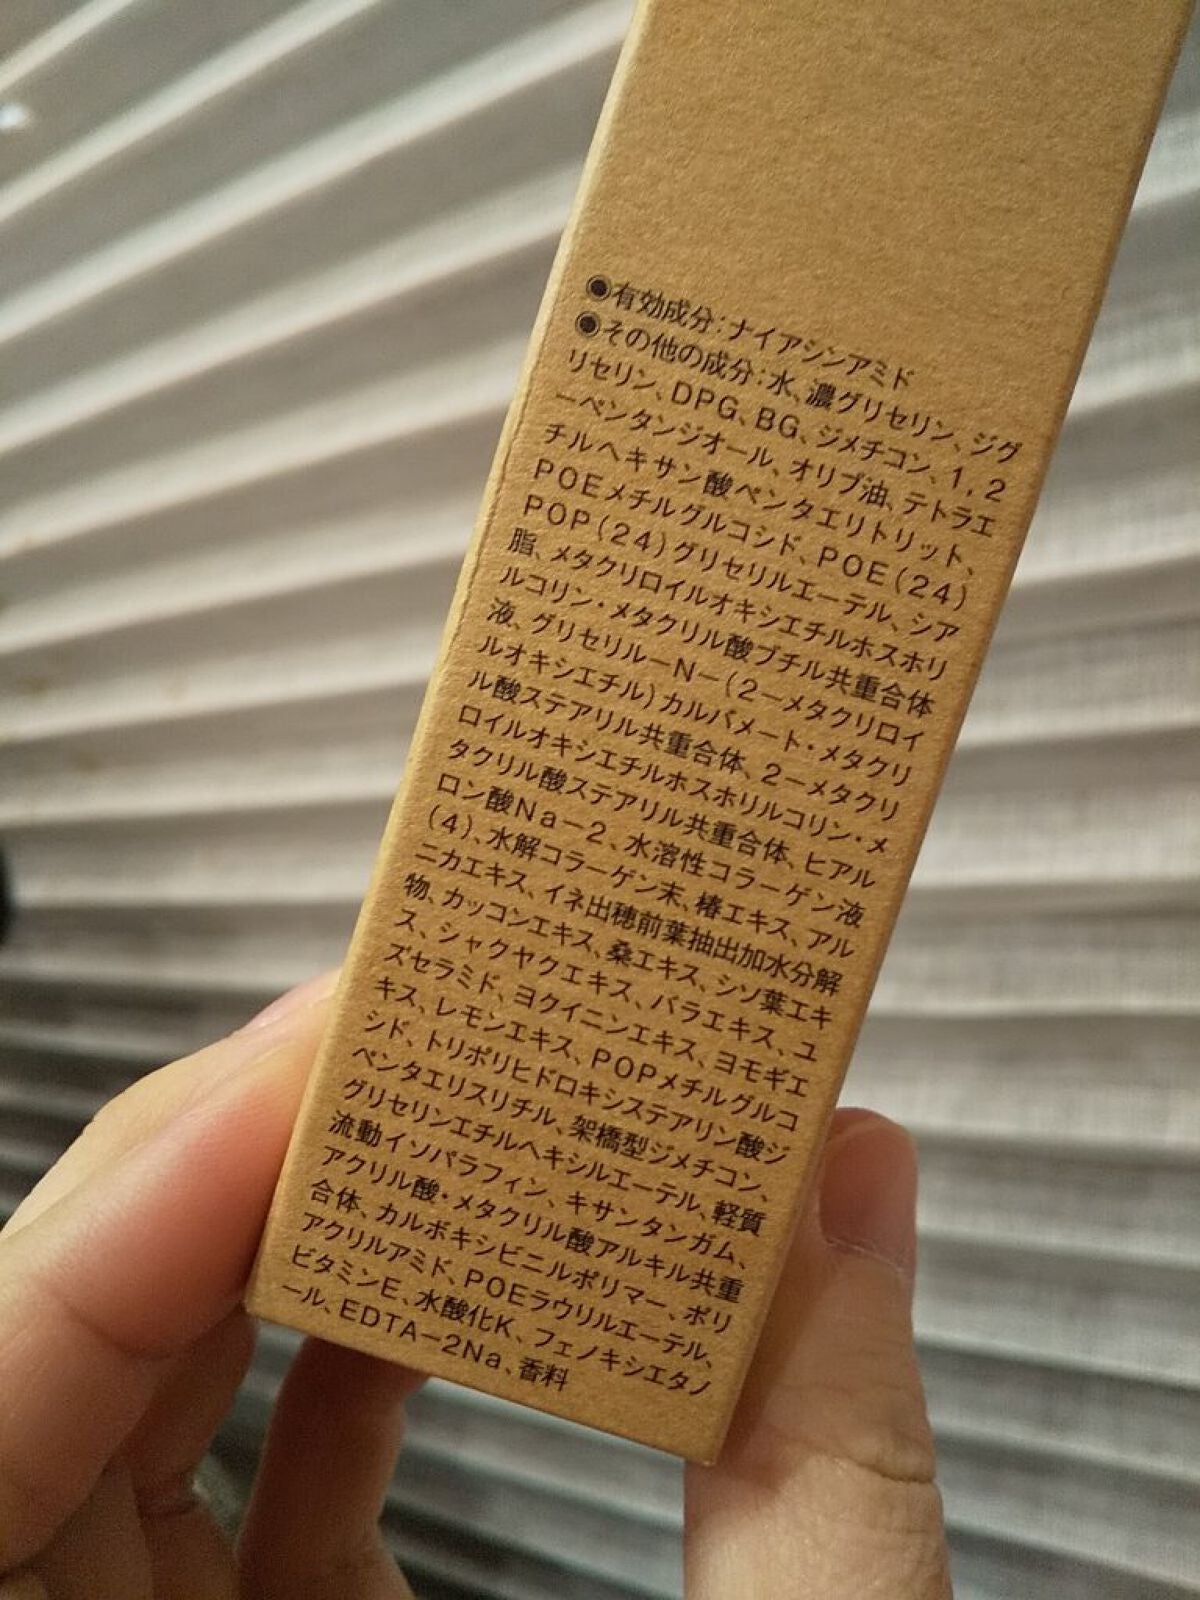 ◉有効成分：ナイアシンアミド
◉その他の成分：水、濃グリセリン、ジグ
リセリン、DPG、BG、ジメチコン、1，2
ーペンタンジオール、オリブ油、テトラエ
チルヘキサン酸ペンタエリトリット、
POEメチルグルコシド、POE（24）
POP（24）グリセリルエーテル、シア
脂、メタクリロイルオキシエチルホスホリ
ルコリン・メタクリル酸ブチル共重合体
液、グリセリルーN－（2－メタクリロイ
ルオキシエチル）カルバメート・メタクリ
ル酸ステアリル共重合体、2－メタクリ
ロイルオキシエチルホスホリルコリン・メ
タクリル酸ステアリル共重合体、ヒアル
ロン酸Na－2、水溶性コラーゲン液
（4）、水解コラーゲン末、椿エキス、アル
ニカエキス、イネ出穂前葉抽出加水分解
物、カッコンエキス、桑エキス、シソ葉エキ
ス、シャクヤクエキス、バラエキス、ユ
ズセラミド、ヨクイニンエキス、ヨモギエ
キス、レモンエキス、POPメチルグルコ
シド、トリポリヒドロキシステアリン酸ジ
ペンタエリスリチル、架橋型ジメチコン、
グリセリンエチルヘキシルエーテル、軽質
流動イソパラフィン、キサンタンガム、
アクリル酸・メタクリル酸アルキル共重
合体、カルボキシビニルポリマー、ポリ
アクリルアミド、POEラウリルエーテル、
ビタミンE、水酸化K、フェノキシエタノ
ール、EDTA－2Na、香料